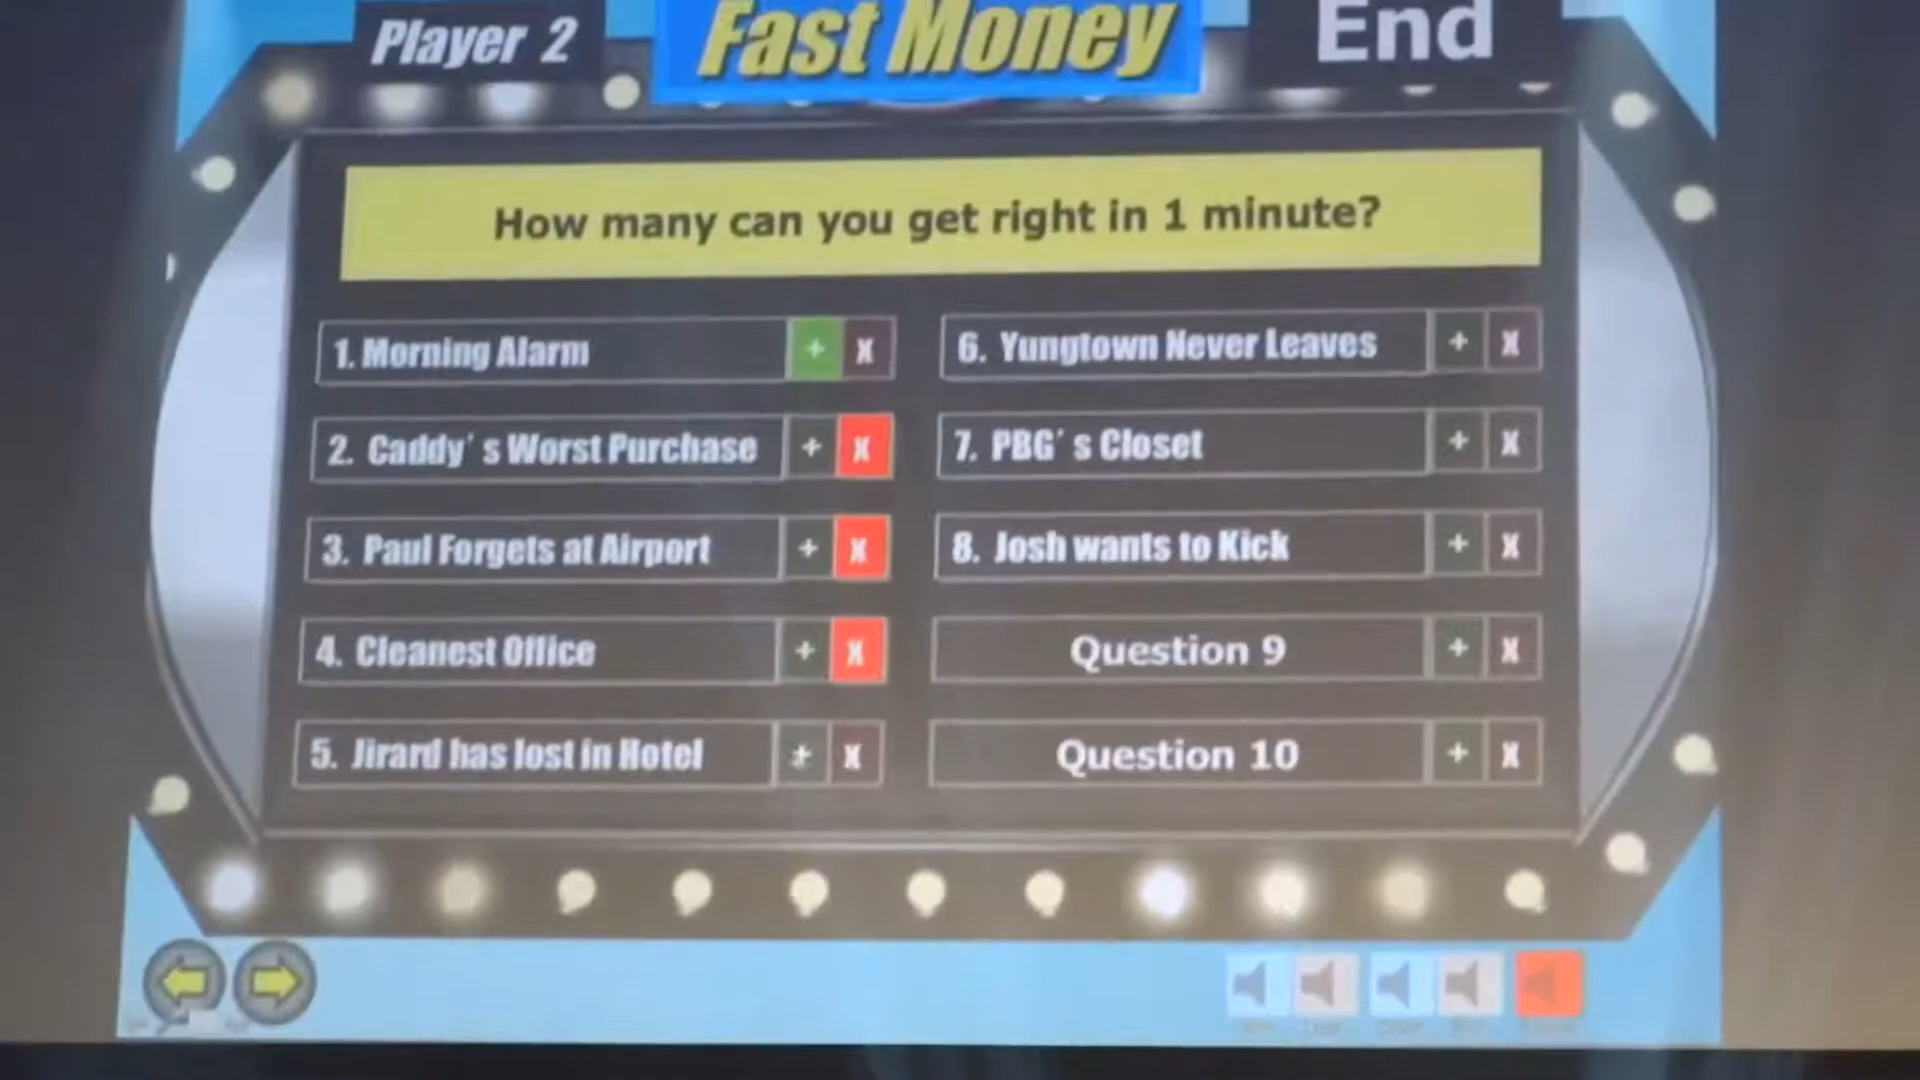 Player 2
Fast Money
End
How many can you get right in 1 minute?
1. Morning Alarm + X
2. Caddy's Worst Purchase + X
3. Paul Forgets at Airport + X
4. Cleanest Office + X
5. Jirard has lost in Hotel + X
6. Yungtown Never Leaves + X
7. PBG's Closet + X
8. Josh wants to Kick + X
Question 9 + X
Question 10 + X